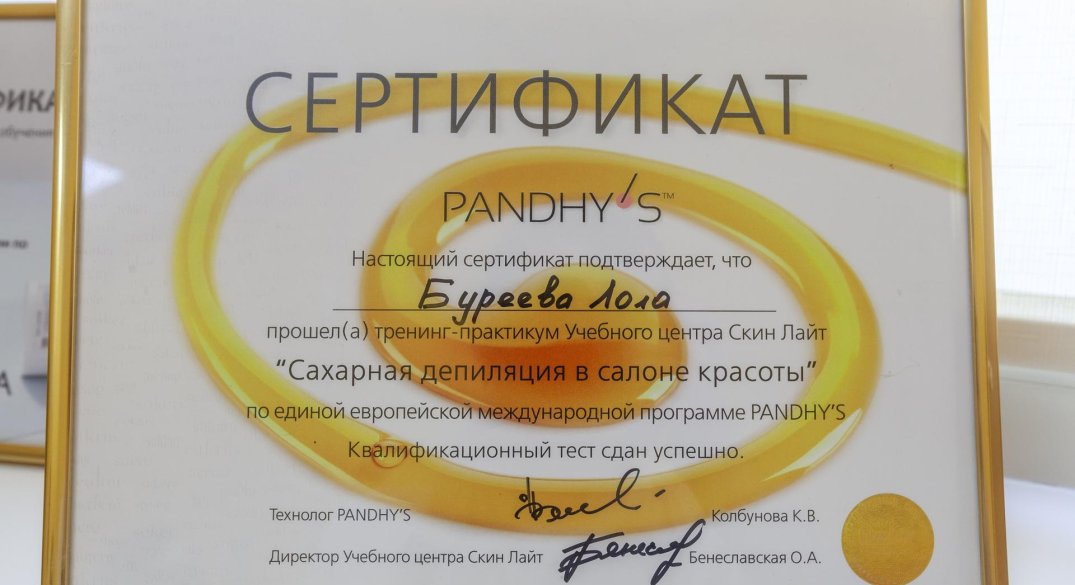 СЕРТИФИКАТ
PANDHY'S™
Настоящий сертификат подтверждает, что
Буреева Лола
прошел(а) тренинг-практикум Учебного центра Скин Лайт
“Сахарная депиляция в салоне красоты”
по единой европейской международной программе PANDHY'S
Квалификационный тест сдан успешно.
Технолог PANDHY'S Колбунова К.В.
Директор Учебного центра Скин Лайт Бенеславская О.А.